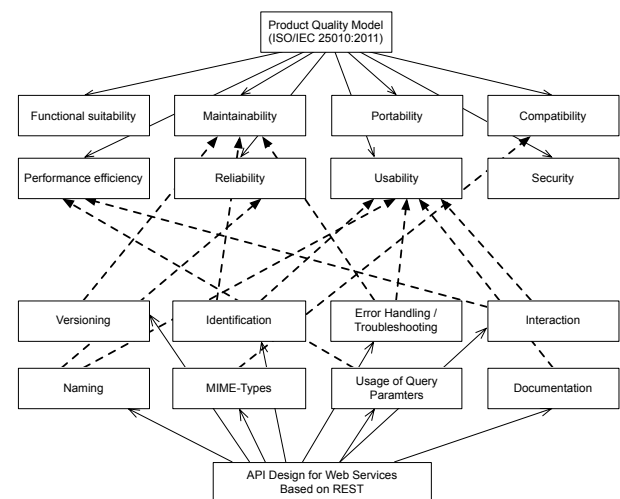 Product Quality Model
(ISO/IEC 25010:2011)
Functional suitability
Maintainability
Portability
Compatibility
Performance efficiency
Reliability
Usability
Security
Versioning
Identification
Error Handling /
Troubleshooting
Interaction
Naming
MIME-Types
Usage of Query
Paramters
Documentation
API Design for Web Services
Based on REST